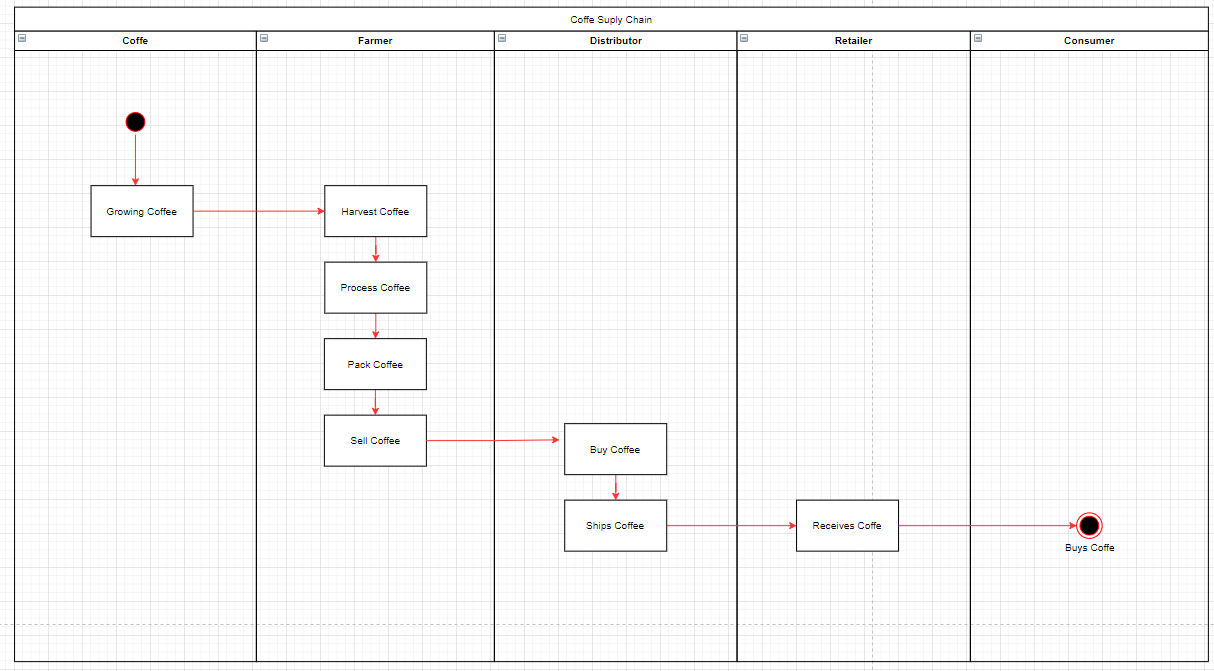 Coffe Suply Chain
Coffe
Farmer
Distributor
Retailer
Consumer
Growing Coffee
Harvest Coffee
Process Coffee
Pack Coffee
Sell Coffee
Buy Coffee
Ships Coffee
Receives Coffe
Buys Coffe